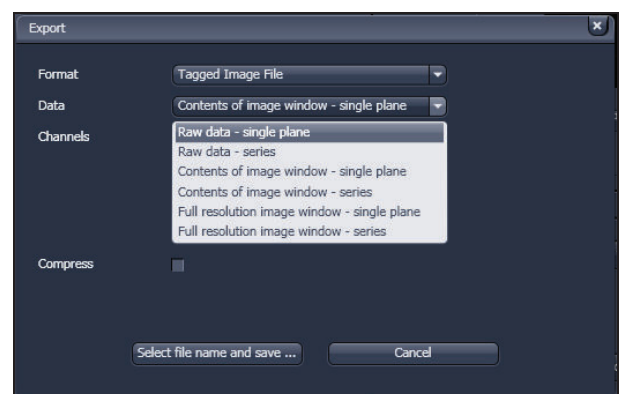 Export
Format
Tagged Image File
Data
Contents of image window - single plane
Channels
Raw data - single plane
Raw data - series
Contents of image window - single plane
Contents of image window - series
Full resolution image window - single plane
Full resolution image window - series
Compress
Select file name and save ...
Cancel